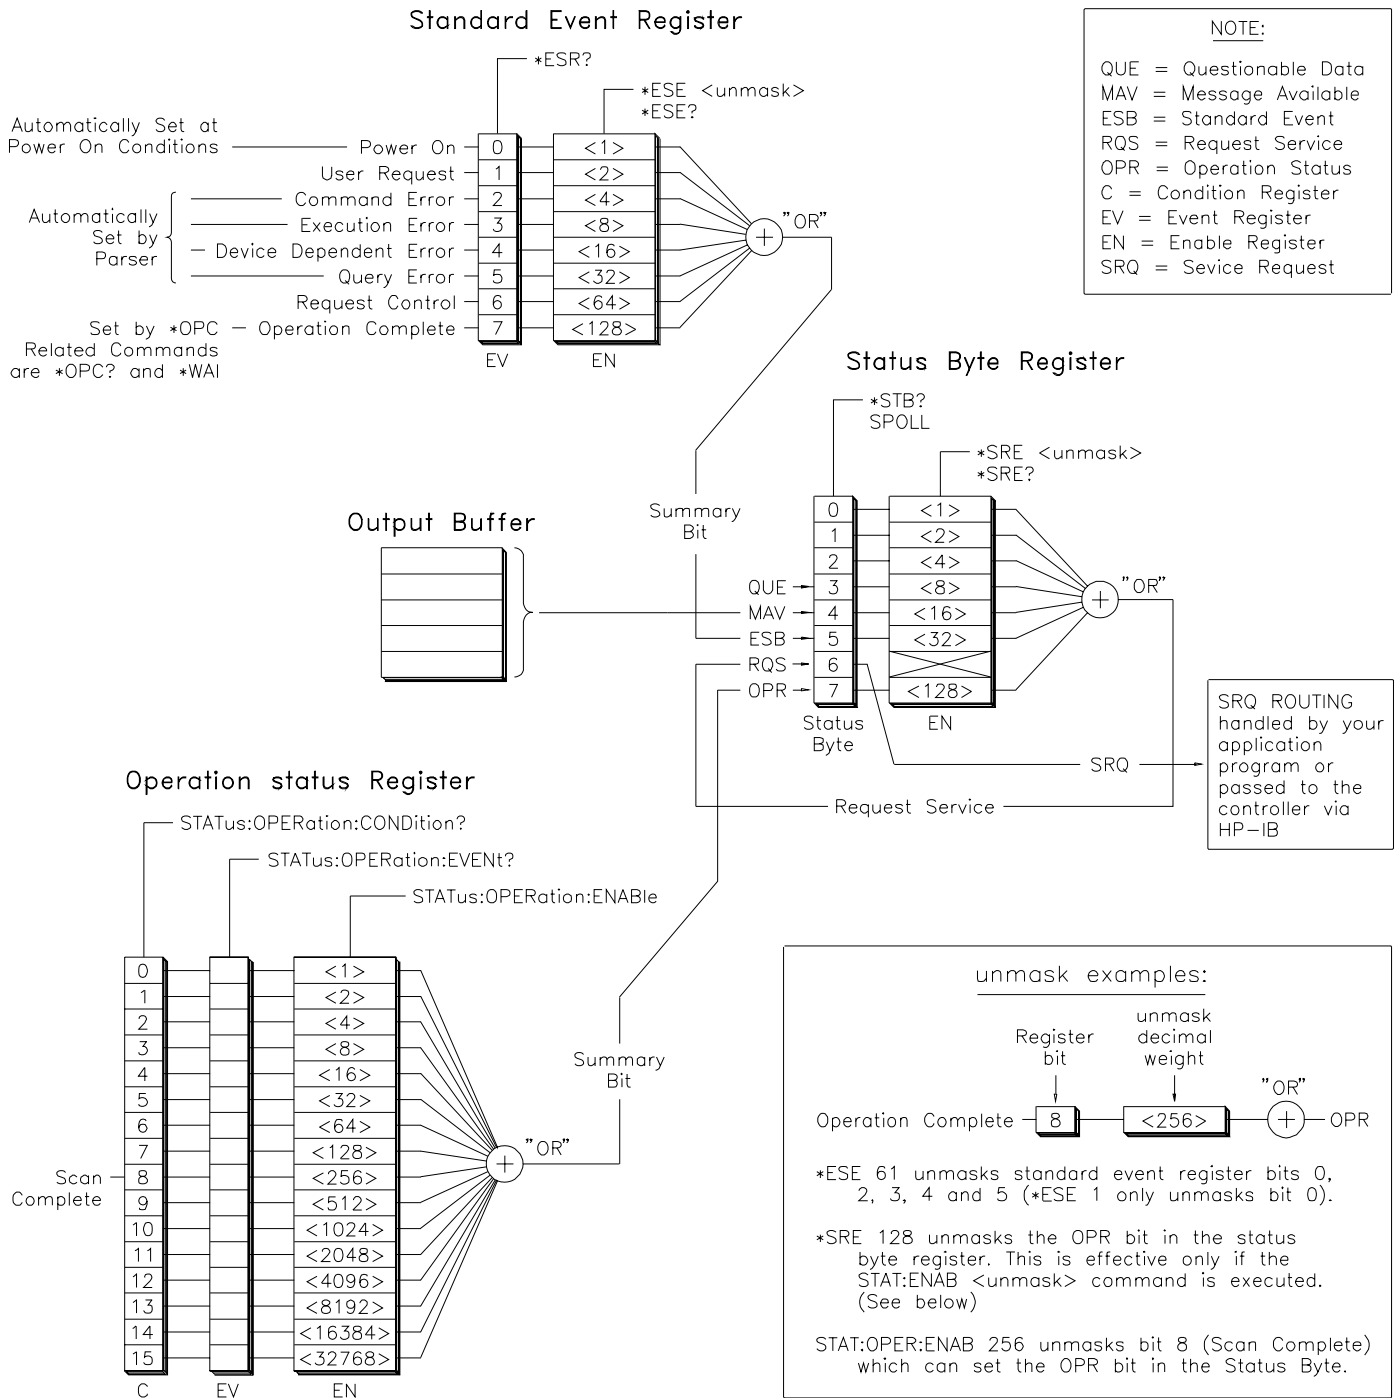 Standard Event Register
*ESR?
*ESE <unmask>
*ESE?
Automatically Set at
Power On Conditions
Power On 0 <1>
User Request 1 <2>
Command Error 2 <4>
Execution Error 3 <8>
Device Dependent Error 4 <16>
Query Error 5 <32>
Request Control 6 <64>
Operation Complete 7 <128>
Automatically
Set by
Parser
Set by *OPC
Related Commands
are *OPC? and *WAI
EV EN
"OR"
NOTE:
QUE = Questionable Data
MAV = Message Available
ESB = Standard Event
RQS = Request Service
OPR = Operation Status
C = Condition Register
EV = Event Register
EN = Enable Register
SRQ = Sevice Request
Status Byte Register
*STB?
SPOLL
*SRE <unmask>
*SRE?
Summary
Bit
Output Buffer
0 <1>
1 <2>
2 <4>
QUE 3 <8>
MAV 4 <16>
ESB 5 <32>
RQS 6
OPR 7 <128>
Status
Byte
EN
"OR"
SRQ
Request Service
SRQ ROUTING
handled by your
application
program or
passed to the
controller via
HP-IB
Operation status Register
STATus:OPERation:CONDition?
STATus:OPERation:EVENt?
STATus:OPERation:ENABle
0 <1>
1 <2>
2 <4>
3 <8>
4 <16>
5 <32>
6 <64>
7 <128>
8 <256>
9 <512>
10 <1024>
11 <2048>
12 <4096>
13 <8192>
14 <16384>
15 <32768>
Scan
Complete
C EV EN
"OR"
Summary
Bit
unmask examples:
Register
bit
unmask
decimal
weight
Operation Complete 8 <256> "OR" OPR
*ESE 61 unmasks standard event register bits 0,
2, 3, 4 and 5 (*ESE 1 only unmasks bit 0).
*SRE 128 unmasks the OPR bit in the status
byte register. This is effective only if the
STAT:ENAB <unmask> command is executed.
(See below)
STAT:OPER:ENAB 256 unmasks bit 8 (Scan Complete)
which can set the OPR bit in the Status Byte.